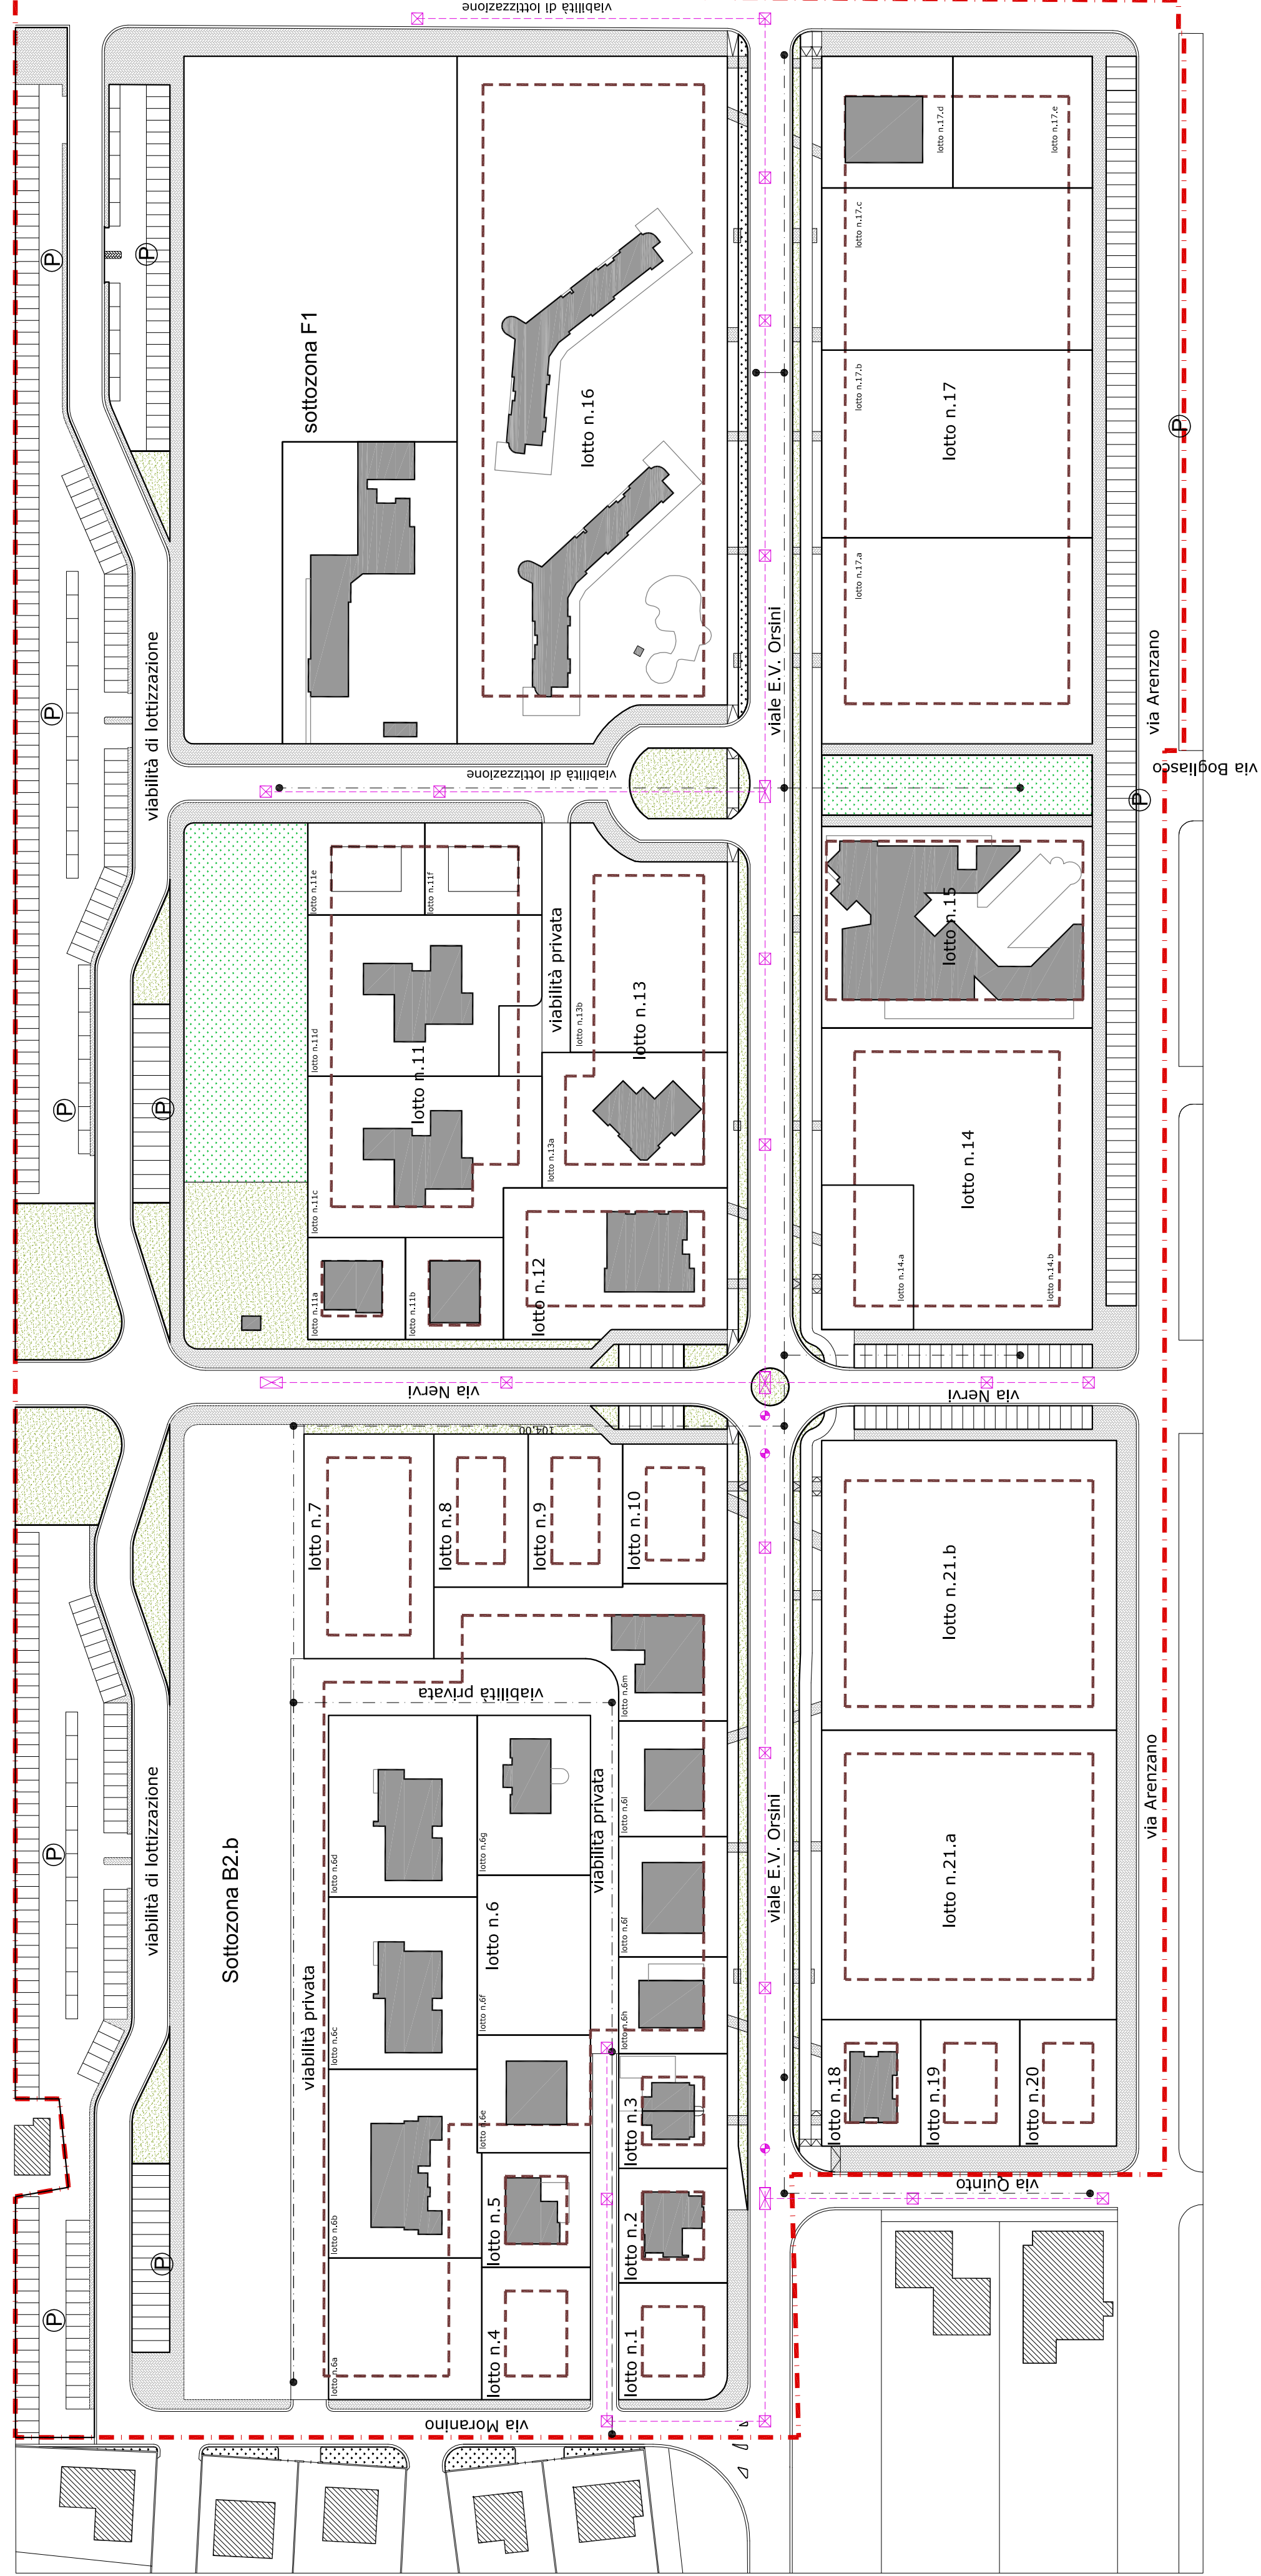 viabilità di lottizzazione
P
P
lotto n.17.d
lotto n.17.e
lotto n.17.c
sottozona F1
lotto n.16
lotto n.17.b
lotto n.17
P
lotto n.17.a
viabilità di lottizzazione
viale E.V. Orsini
via Arenzano
P
viabilità di lottizzazione
via Bogliasco
P
lotto n.11e
lotto n.11f
viabilità privata
lotto n.15
lotto n.13b
lotto n.13
lotto n.11d
lotto n.11
P
P
lotto n.13a
lotto n.14
lotto n.11c
lotto n.11a
lotto n.11b
lotto n.12
lotto n.14.a
lotto n.14.b
via Nervi
via Nervi
104,00
lotto n.7
lotto n.8
lotto n.9
lotto n.10
lotto n.21.b
viabilità privata
lotto n.6m
viabilità di lottizzazione
viabilità privata
lotto n.6l
viale E.V. Orsini
via Arenzano
P
Sottozona B2.b
lotto n.6d
lotto n.6g
lotto n.6
lotto n.21.a
viabilità privata
lotto n.6c
lotto n.6f
lotto n.6i
lotto n.6h
lotto n.6e
lotto n.3
lotto n.18
lotto n.19
lotto n.20
via Quinto
lotto n.6b
lotto n.5
lotto n.2
P
P
lotto n.6a
lotto n.4
lotto n.1
via Moranino